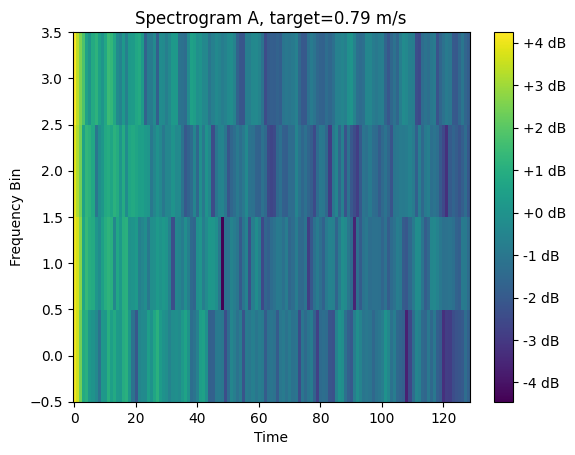 Spectrogram A, target=0.79 m/s
3.5
3.0
2.5
2.0
1.5
1.0
0.5
0.0
−0.5
Frequency Bin
0
20
40
60
80
100
120
Time
+4 dB
+3 dB
+2 dB
+1 dB
+0 dB
-1 dB
-2 dB
-3 dB
-4 dB